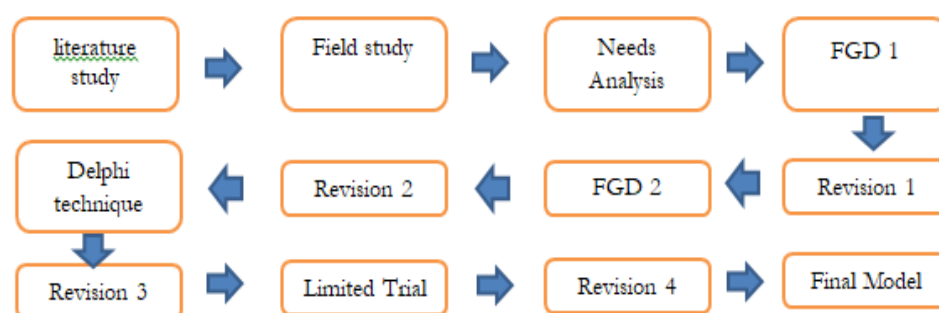 literature
study
Field study
Needs
Analysis
FGD 1
Revision 1
FGD 2
Revision 2
Delphi
technique
Revision 3
Limited Trial
Revision 4
Final Model